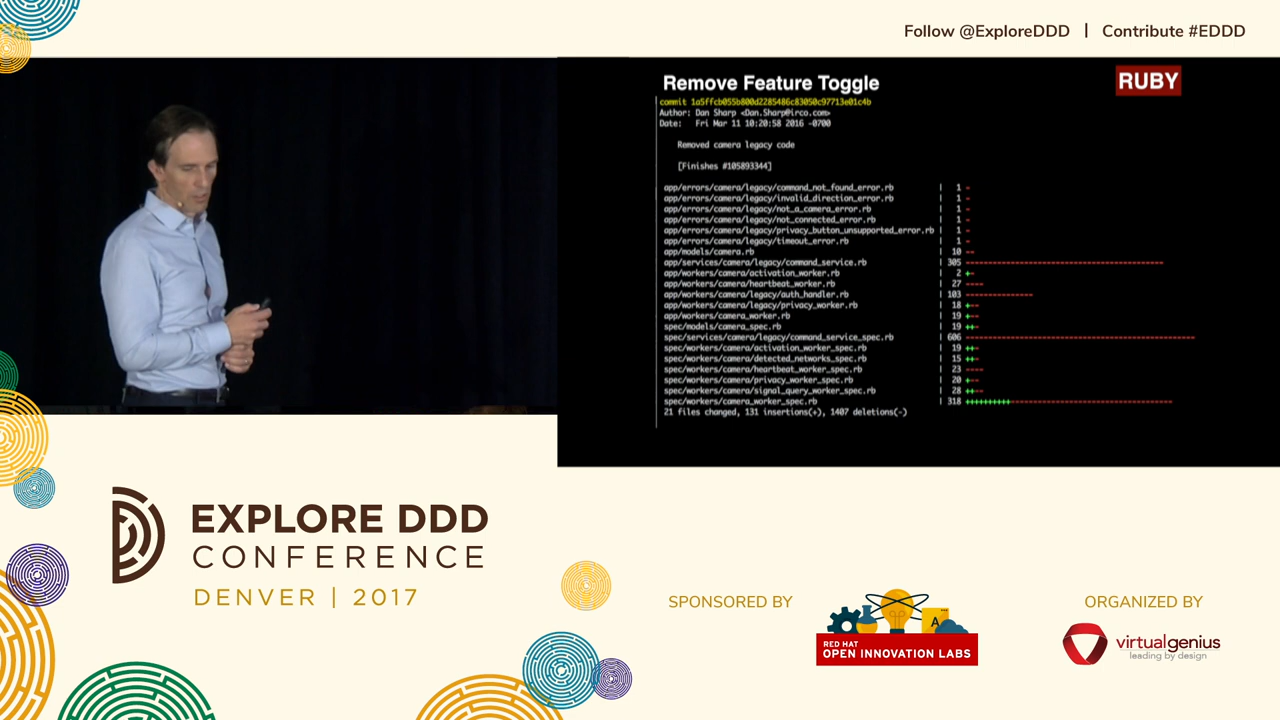 Follow @ExploreDDD | Contribute #EDDD
Remove Feature Toggle
RUBY
commit 1a5ffcb055b800d2285486c83050c97713e01c4b
Author: Dan Sharp <Dan.Sharp@irco.com>
Date: Fri Mar 11 10:20:58 2016 -0700
Removed camera legacy code
[Finishes #105893344]
app/errors/camera/legacy/command_not_found_error.rb | 1 -
app/errors/camera/legacy/invalid_direction_error.rb | 1 -
app/errors/camera/legacy/not_a_camera_error.rb | 1 -
app/errors/camera/legacy/not_connected_error.rb | 1 -
app/errors/camera/legacy/privacy_button_unsupported_error.rb | 1 -
app/errors/camera/legacy/timeout_error.rb | 1 -
app/models/camera.rb | 10 --
app/services/camera/legacy/command_service.rb | 305 --------------------------------------------------
app/workers/camera/activation_worker.rb | 2 +-
app/workers/camera/heartbeat_worker.rb | 27 ----
app/workers/camera/legacy/auth_handler.rb | 103 -----------------
app/workers/camera/legacy/privacy_worker.rb | 18 +--
app/workers/camera_worker.rb | 19 +--
spec/models/camera_spec.rb | 19 ++-
spec/services/camera/legacy/command_service_spec.rb | 606 ----------------------------------------------------------
spec/workers/camera/activation_worker_spec.rb | 19 ++-
spec/workers/camera/detected_networks_spec.rb | 15 ++-
spec/workers/camera/heartbeat_worker_spec.rb | 23 ----
spec/workers/camera/privacy_worker_spec.rb | 20 +--
spec/workers/camera/signal_query_worker_spec.rb | 28 ++--
spec/workers/camera_worker_spec.rb | 318 +++++++++++-----------------------------------------
21 files changed, 131 insertions(+), 1407 deletions(-)
EXPLORE DDD
CONFERENCE
DENVER | 2017
SPONSORED BY
A
RED HAT
OPEN INNOVATION LABS
ORGANIZED BY
virtualgenius
leading by design